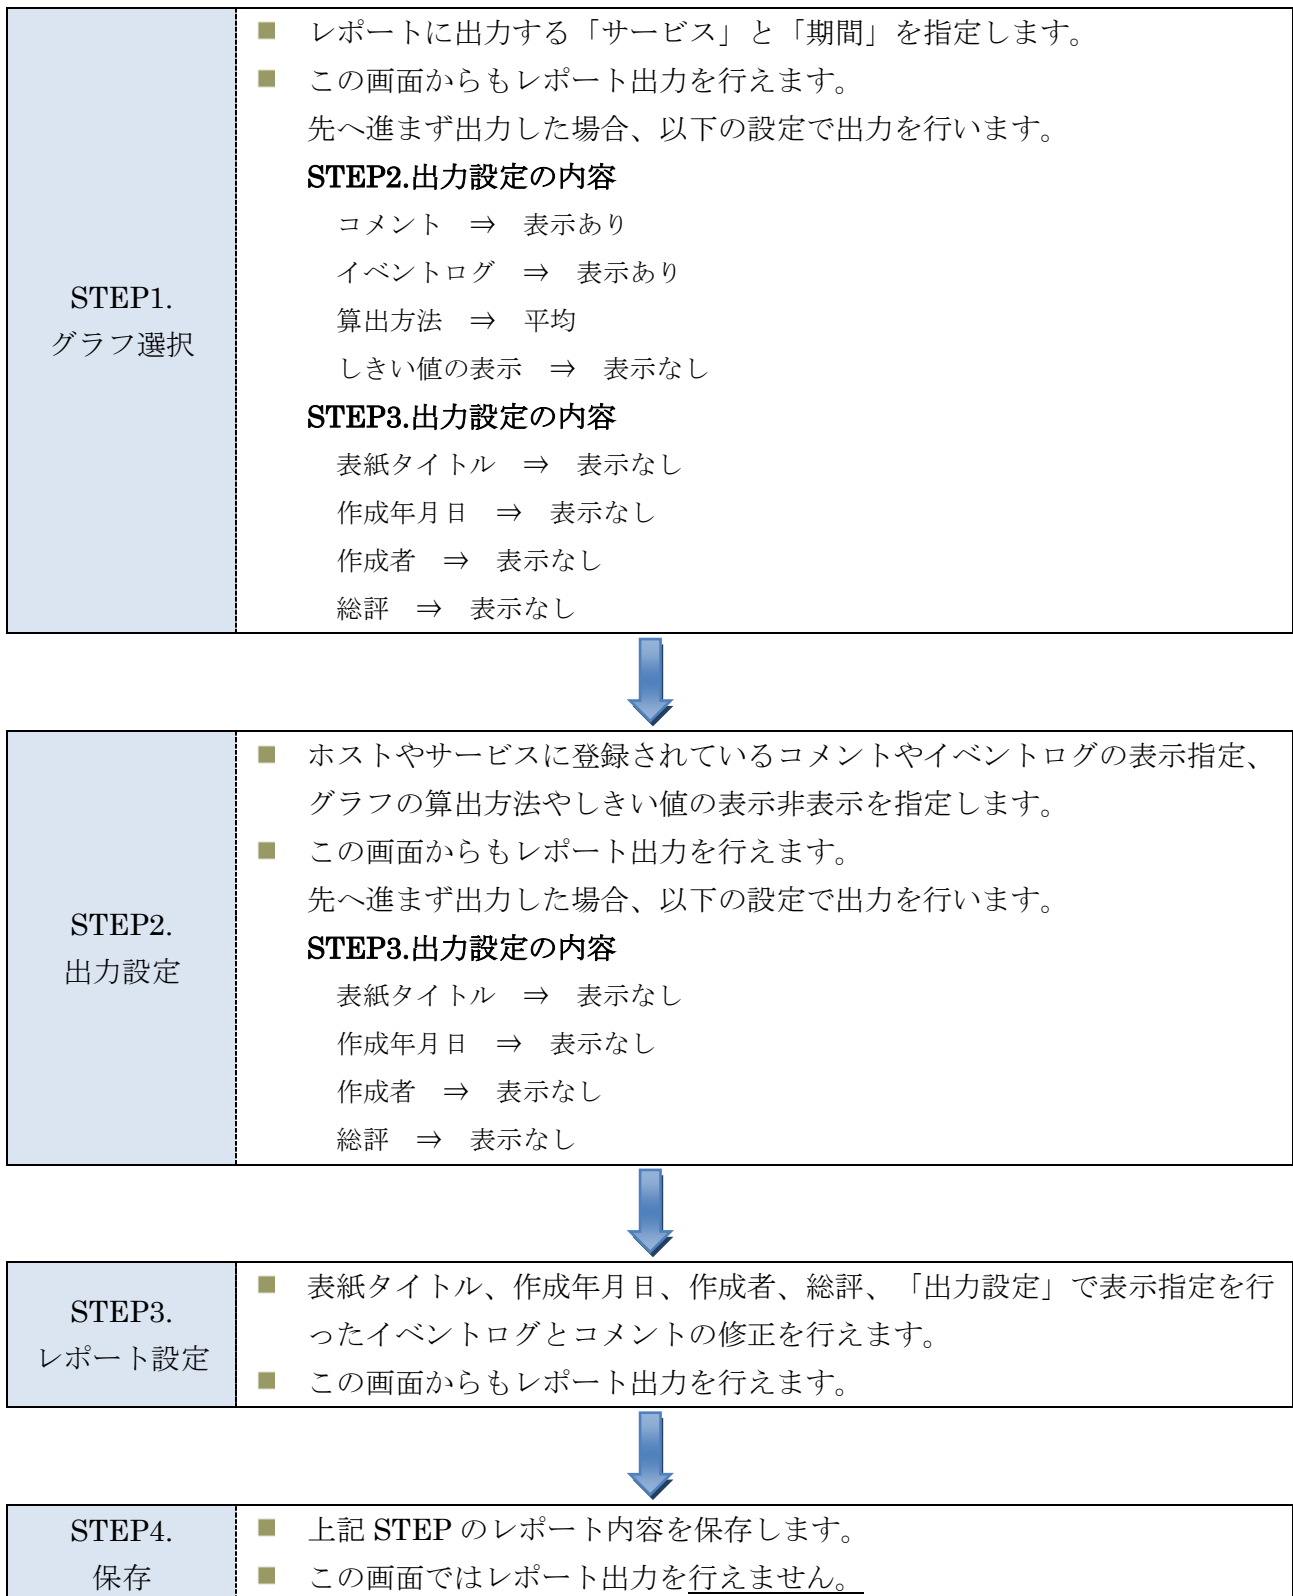 STEP1.
グラフ選択
■ レポートに出力する「サービス」と「期間」を指定します。
■ この画面からもレポート出力を行えます。
先へ進まず出力した場合、以下の設定で出力を行います。
STEP2.出力設定の内容
コメント ⇒ 表示あり
イベントログ ⇒ 表示あり
算出方法 ⇒ 平均
しきい値の表示 ⇒ 表示なし
STEP3.出力設定の内容
表紙タイトル ⇒ 表示なし
作成年月日 ⇒ 表示なし
作成者 ⇒ 表示なし
総評 ⇒ 表示なし
STEP2.
出力設定
■ ホストやサービスに登録されているコメントやイベントログの表示指定、
グラフの算出方法やしきい値の表示非表示を指定します。
■ この画面からもレポート出力を行えます。
先へ進まず出力した場合、以下の設定で出力を行います。
STEP3.出力設定の内容
表紙タイトル ⇒ 表示なし
作成年月日 ⇒ 表示なし
作成者 ⇒ 表示なし
総評 ⇒ 表示なし
STEP3.
レポート設定
■ 表紙タイトル、作成年月日、作成者、総評、「出力設定」で表示指定を行
ったイベントログとコメントの修正を行えます。
■ この画面からもレポート出力を行えます。
STEP4.
保存
■ 上記 STEP のレポート内容を保存します。
■ この画面ではレポート出力を行えません。